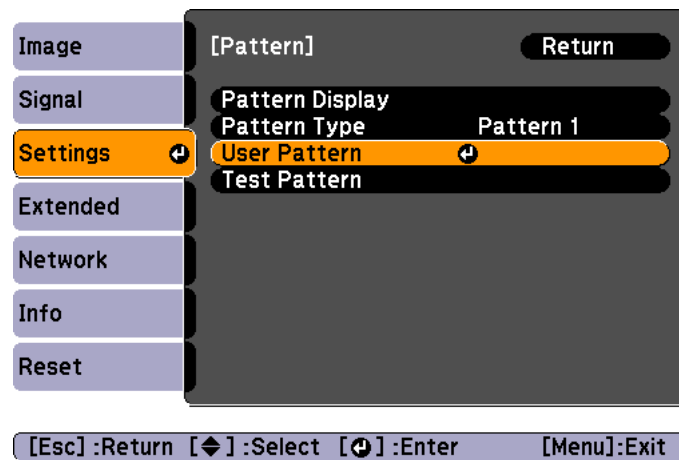 Image
Signal
Settings
Extended
Network
Info
Reset
[Pattern] Return
Pattern Display
Pattern Type Pattern 1
User Pattern
Test Pattern
[Esc] :Return [◆] :Select [⏎] :Enter [Menu]:Exit